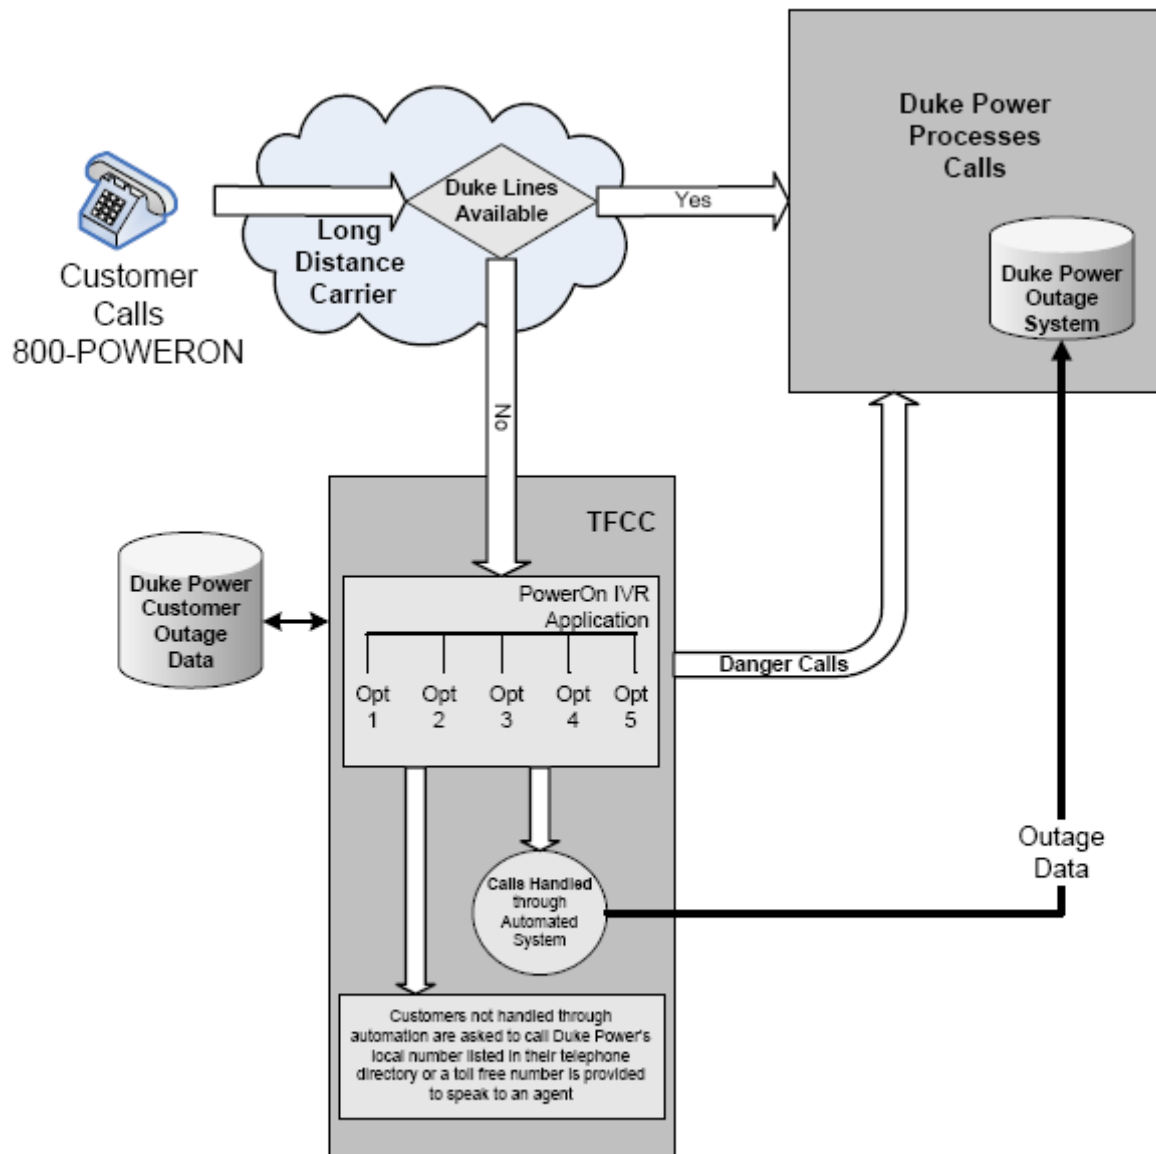 Duke Power
Processes
Calls
Duke Lines
Available
Yes
Long
Distance
Carrier
Customer
Calls
800-POWERON
Duke Power
Outage
System
No
TFCC
Duke Power
Customer
Outage
Data
PowerOn IVR
Application
Opt
1
Opt
2
Opt
3
Opt
4
Opt
5
Danger Calls
Outage
Data
Calls Handled
through
Automated
System
Customers not handled through
automation are asked to call Duke Power's
local number listed in their telephone
directory or a toll free number is provided
to speak to an agent